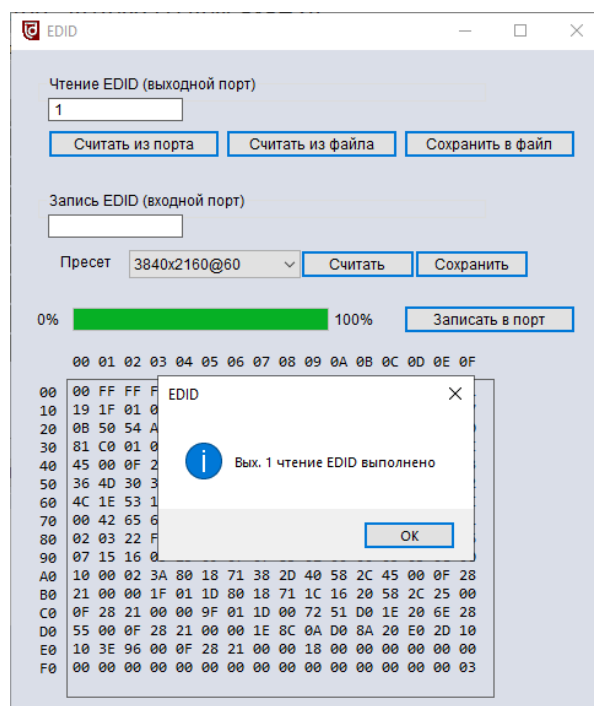 EDID
Чтение EDID (выходной порт)
1
Считать из порта Считать из файла Сохранить в файл
Запись EDID (входной порт)
Пресет 3840x2160@60 Считать Сохранить
0% 100% Записать в порт
00 01 02 03 04 05 06 07 08 09 0A 0B 0C 0D 0E 0F
00 00 FF FF
10 19 1F 01
20 0B 50 54
30 81 C0 01
40 45 00 0F
50 36 4D 30
60 4C 1E 53
70 00 42 65
80 02 03 22
90 07 15 16
EDID
Вых. 1 чтение EDID выполнено
OK
A0 10 00 02 3A 80 18 71 38 2D 40 58 2C 45 00 0F 28
B0 21 00 00 1F 01 1D 80 18 71 1C 16 20 58 2C 25 00
C0 0F 28 21 00 00 9F 01 1D 00 72 51 D0 1E 20 6E 28
D0 55 00 0F 28 21 00 00 1E 8C 0A D0 8A 20 E0 2D 10
E0 10 3E 96 00 0F 28 21 00 00 18 00 00 00 00 00 00
F0 00 00 00 00 00 00 00 00 00 00 00 00 00 00 00 03